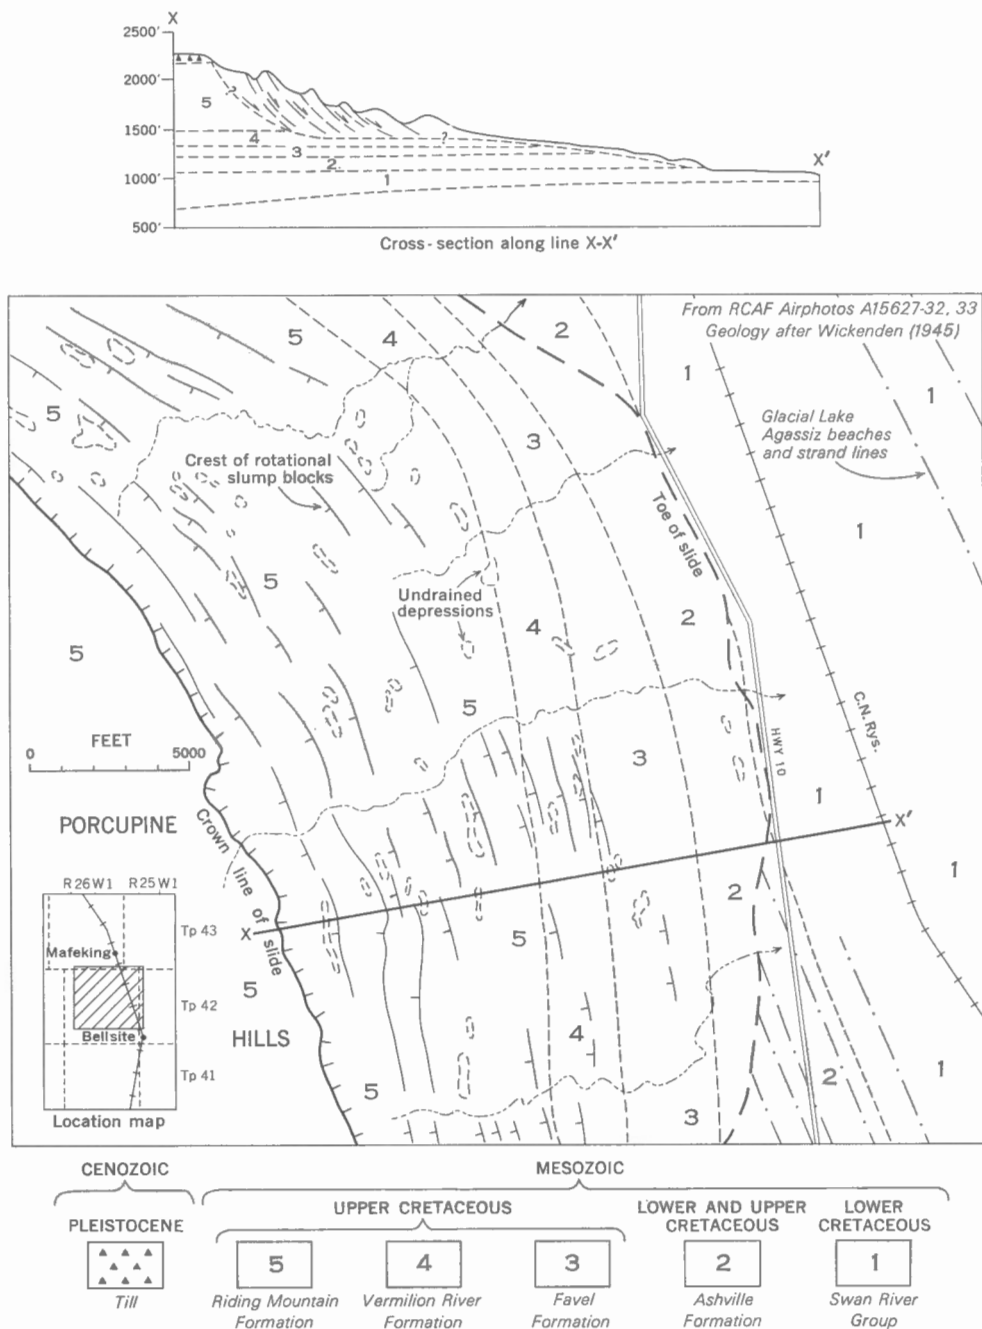 X
2500'
2000'
1500'
1000'
500'
?
5
4
3
2
1
?
X'
Cross-section along line X-X'
From RCAF Airphotos A15627-32, 33
Geology after Wickenden (1945)
5
4
2
1
1
5
3
Glacial Lake
Agassiz beaches
and strand lines
Crest of rotational
slump blocks
Toe of slide
1
5
Undrained
depressions
4
2
5
5
C.N. Rys.
HWY 10
FEET
0
5000
3
1
PORCUPINE
Crown line of slide
X'
R26W1
R25W1
Tp 43
Mafeking
X
5
2
1
5
Tp 42
HILLS
Bellsite
4
2
1
Tp 41
5
3
Location map
CENOZOIC
MESOZOIC
PLEISTOCENE
UPPER CRETACEOUS
LOWER AND UPPER
CRETACEOUS
LOWER
CRETACEOUS
5
4
3
2
1
Till
Riding Mountain
Formation
Vermilion River
Formation
Favel
Formation
Ashville
Formation
Swan River
Group